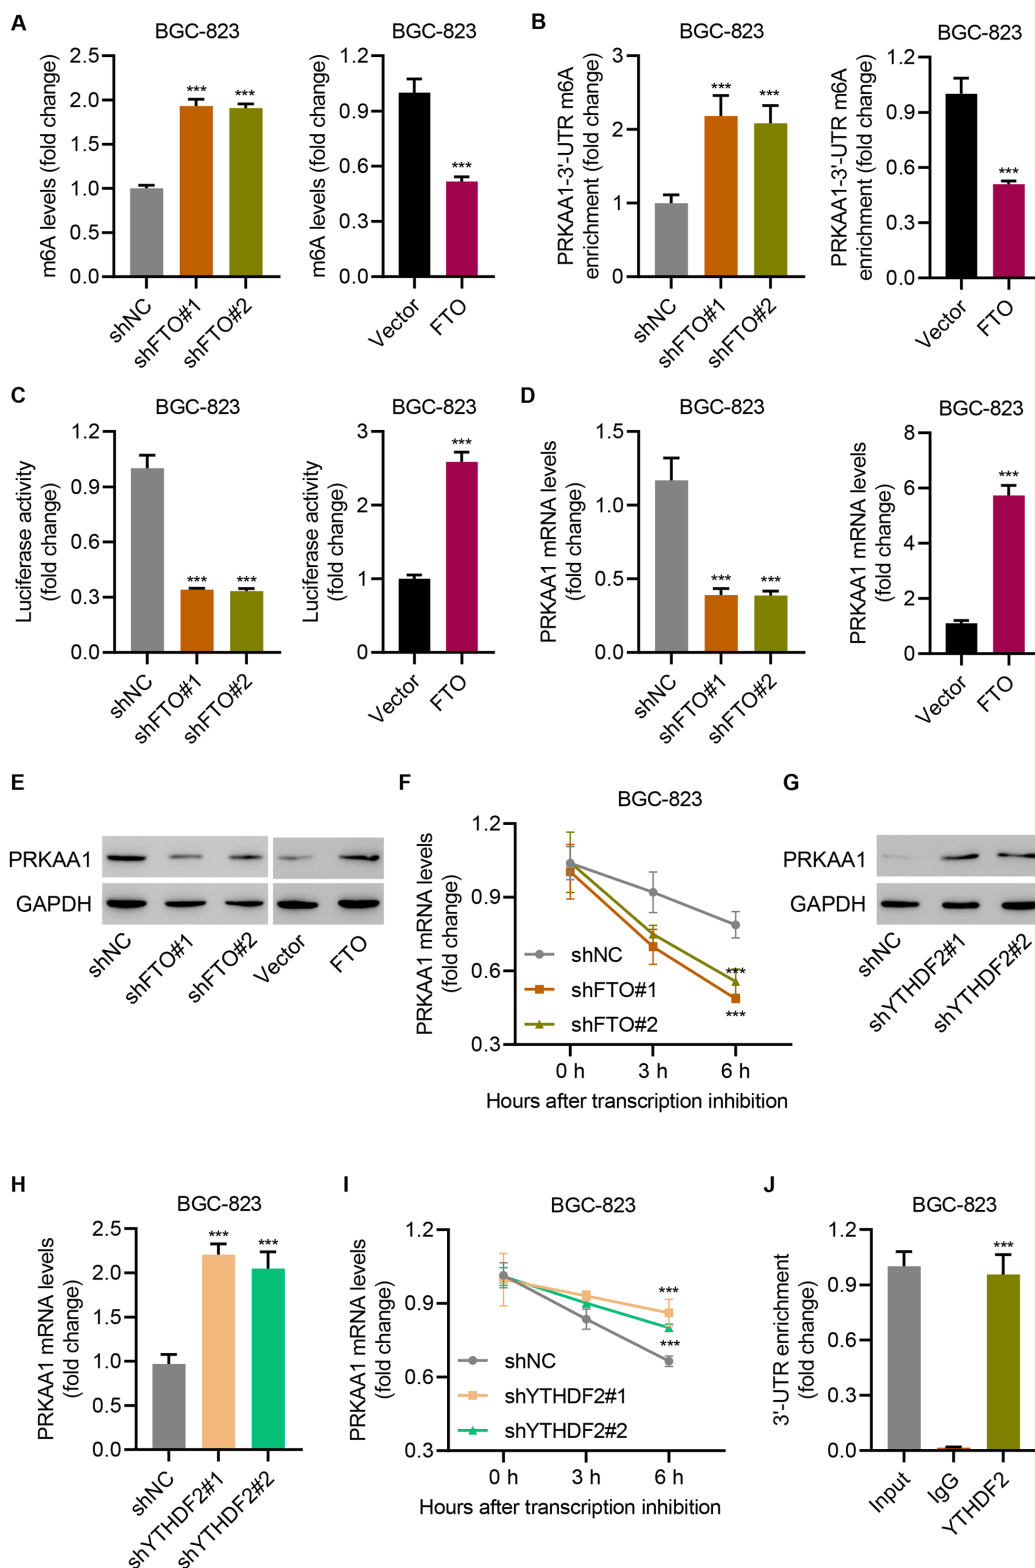 A
BGC-823
m6A levels (fold change)
2.5
2.0
1.5
1.0
0.5
0.0
***
***
shNC
shFTO#1
shFTO#2
BGC-823
m6A levels (fold change)
1.2
0.9
0.6
0.3
0.0
***
Vector
FTO
B
BGC-823
PRKAA1-3'-UTR m6A
enrichment (fold change)
3
2
1
0
***
***
shNC
shFTO#1
shFTO#2
BGC-823
PRKAA1-3'-UTR m6A
enrichment (fold change)
1.2
0.9
0.6
0.3
0.0
***
Vector
FTO
C
BGC-823
Luciferase activity
(fold change)
1.2
0.9
0.6
0.3
0.0
***
***
shNC
shFTO#1
shFTO#2
BGC-823
Luciferase activity
(fold change)
3
2
1
0
***
Vector
FTO
D
BGC-823
PRKAA1 mRNA levels
(fold change)
1.5
1.0
0.5
0.0
***
***
shNC
shFTO#1
shFTO#2
BGC-823
PRKAA1 mRNA levels
(fold change)
8
6
4
2
0
***
Vector
FTO
E
PRKAA1
GAPDH
shNC
shFTO#1
shFTO#2
Vector
FTO
F
BGC-823
PRKAA1 mRNA levels
(fold change)
1.2
0.9
0.6
0.3
shNC
shFTO#1
shFTO#2
***
***
0 h
3 h
6 h
Hours after transcription inhibition
G
PRKAA1
GAPDH
shNC
shYTHDF2#1
shYTHDF2#2
H
BGC-823
PRKAA1 mRNA levels
(fold change)
2.5
2.0
1.5
1.0
0.5
0.0
***
***
shNC
shYTHDF2#1
shYTHDF2#2
I
BGC-823
PRKAA1 mRNA levels
(fold change)
1.2
0.9
0.6
0.3
***
***
shNC
shYTHDF2#1
shYTHDF2#2
0 h
3 h
6 h
Hours after transcription inhibition
J
BGC-823
3'-UTR enrichment
(fold change)
1.2
0.9
0.6
0.3
0.0
***
Input
IgG
YTHDF2